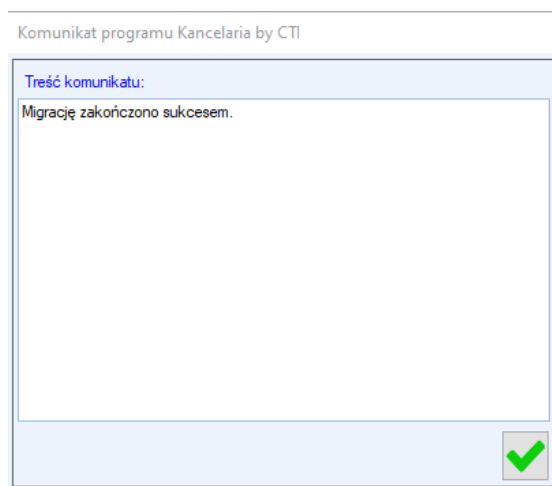 Komunikat programu Kancelaria by CTI
Treść komunikatu:
Migrację zakończono sukcesem.